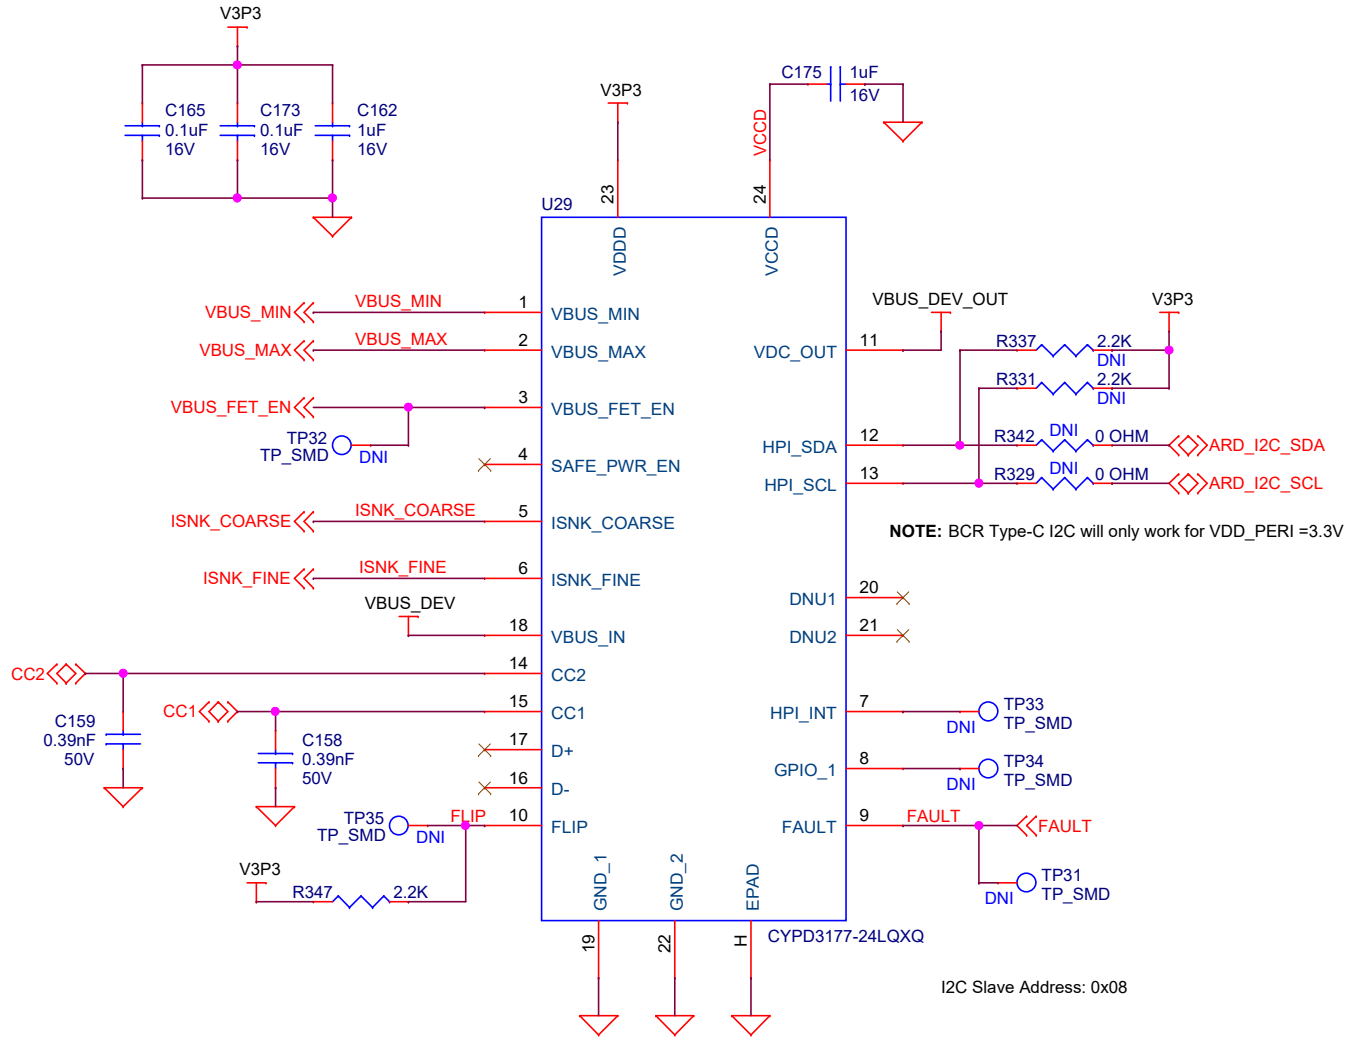 V3P3
C165
0.1uF
16V
C173
0.1uF
16V
C162
1uF
16V
V3P3
C175
1uF
16V
VCCD
23
24
U29
VDDD
VCCD
VBUS_MIN
VBUS_MIN
1
VBUS_MIN
VBUS_MAX
VBUS_MAX
2
VBUS_MAX
VBUS_FET_EN
3
VBUS_FET_EN
TP32
TP_SMD
DNI
4
SAFE_PWR_EN
ISNK_COARSE
ISNK_COARSE
5
ISNK_COARSE
ISNK_FINE
ISNK_FINE
6
ISNK_FINE
VBUS_DEV
18
VBUS_IN
CC2
14
CC2
CC1
15
CC1
C159
0.39nF
50V
C158
0.39nF
50V
17
D+
16
D-
TP35
TP_SMD
DNI
FLIP
10
FLIP
V3P3
R347
2.2K
VBUS_DEV_OUT
V3P3
VDC_OUT
11
R337
2.2K
DNI
R331
2.2K
DNI
HPI_SDA
12
R342
DNI
0 OHM
ARD_I2C_SDA
HPI_SCL
13
R329
DNI
0 OHM
ARD_I2C_SCL
NOTE: BCR Type-C I2C will only work for VDD_PERI =3.3V
DNU1
20
DNU2
21
HPI_INT
7
DNI
TP33
TP_SMD
GPIO_1
8
DNI
TP34
TP_SMD
FAULT
9
FAULT
FAULT
DNI
TP31
TP_SMD
GND_1
GND_2
EPAD
19
22
H
CYPD3177-24LQXQ
I2C Slave Address: 0x08